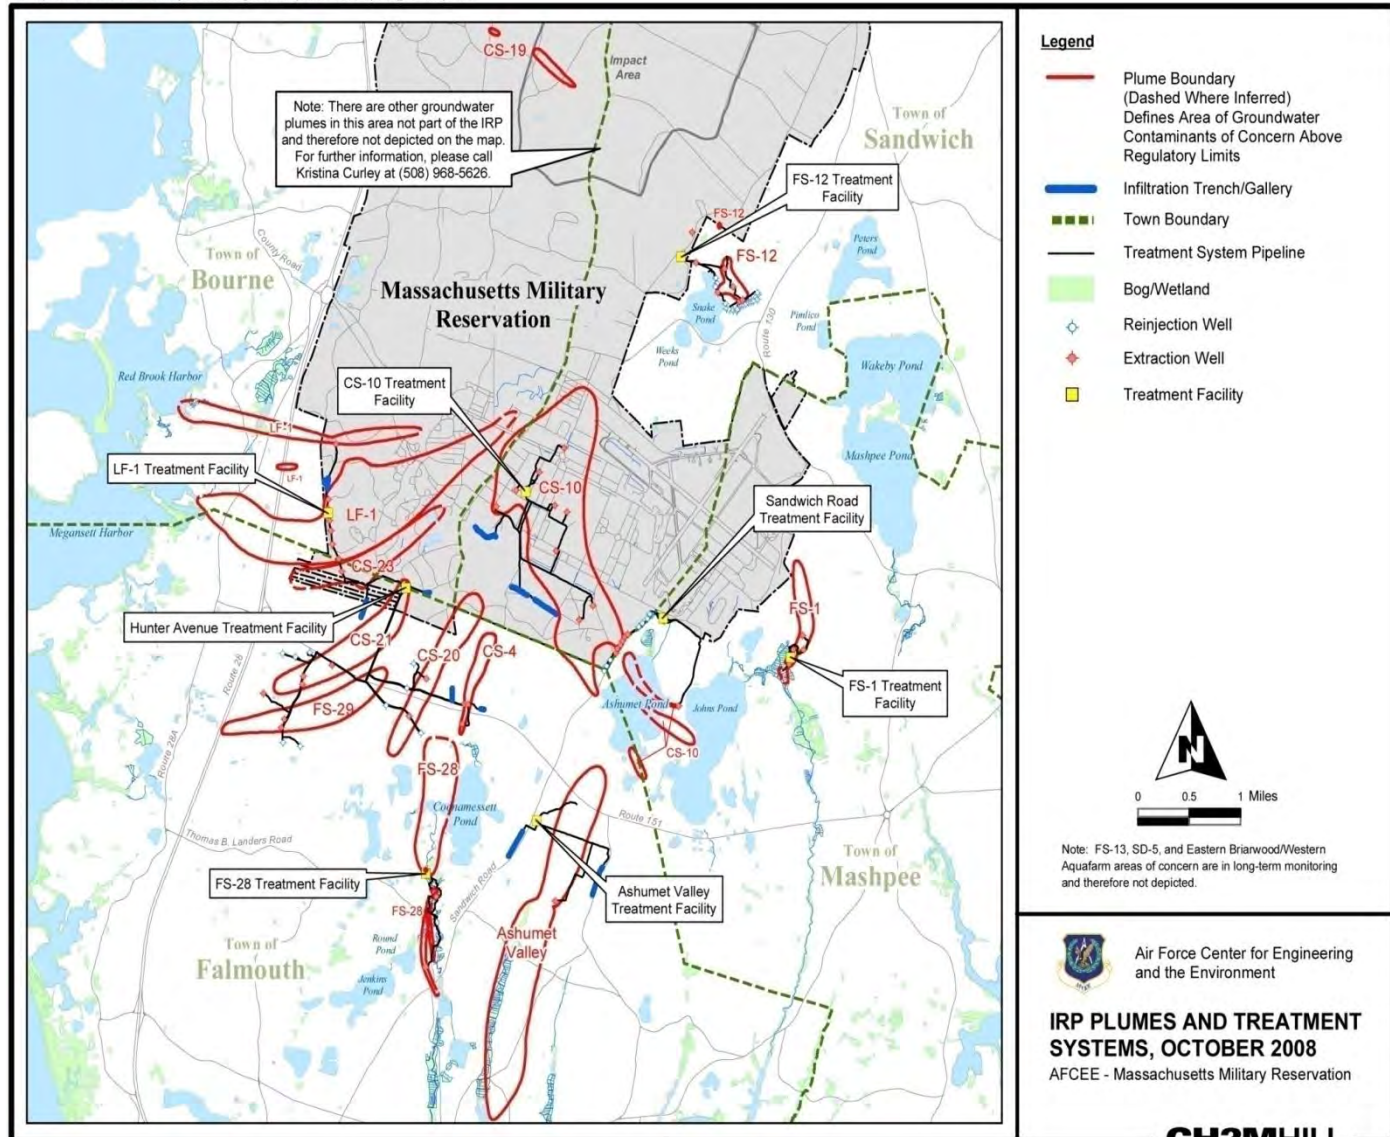 CS-19
Impact
Area
Note: There are other groundwater
plumes in this area not part of the IRP
and therefore not depicted on the map.
For further information, please call
Kristina Curley at (508) 968-5626.
Town of
Sandwich
FS-12 Treatment
Facility
FS-12
FS-12
Peters
Pond
Town of
Bourne
County Road
Massachusetts Military
Reservation
Snake
Pond
Pimlico
Pond
Route 130
Weeks
Pond
Wakeby Pond
Red Brook Harbor
CS-10 Treatment
Facility
LF-1
LF-1 Treatment Facility
LF-1
Mashpee Pond
CS-10
Sandwich Road
Treatment Facility
LF-1
Megansett Harbor
CS-23
Hunter Avenue Treatment Facility
FS-1
CS-21
CS-20
CS-4
Route 28
FS-1 Treatment
Facility
FS-29
Ashumet Pond
Johns Pond
Route 28A
CS-10
FS-28
Coonamessett
Pond
Route 151
Thomas B. Landers Road
Town of
Mashpee
FS-28 Treatment Facility
Sandwich Road
Ashumet Valley
Treatment Facility
FS-28
Ashumet
Valley
Round
Pond
Town of
Falmouth
Jenkins
Pond
Legend
Plume Boundary
(Dashed Where Inferred)
Defines Area of Groundwater
Contaminants of Concern Above
Regulatory Limits
Infiltration Trench/Gallery
Town Boundary
Treatment System Pipeline
Bog/Wetland
Reinjection Well
Extraction Well
Treatment Facility
N
0 0.5 1 Miles
Note: FS-13, SD-5, and Eastern Briarwood/Western
Aquafarm areas of concern are in long-term monitoring
and therefore not depicted.
Air Force Center for Engineering
and the Environment
IRP PLUMES AND TREATMENT
SYSTEMS, OCTOBER 2008
AFCEE - Massachusetts Military Reservation
CH2MHILL